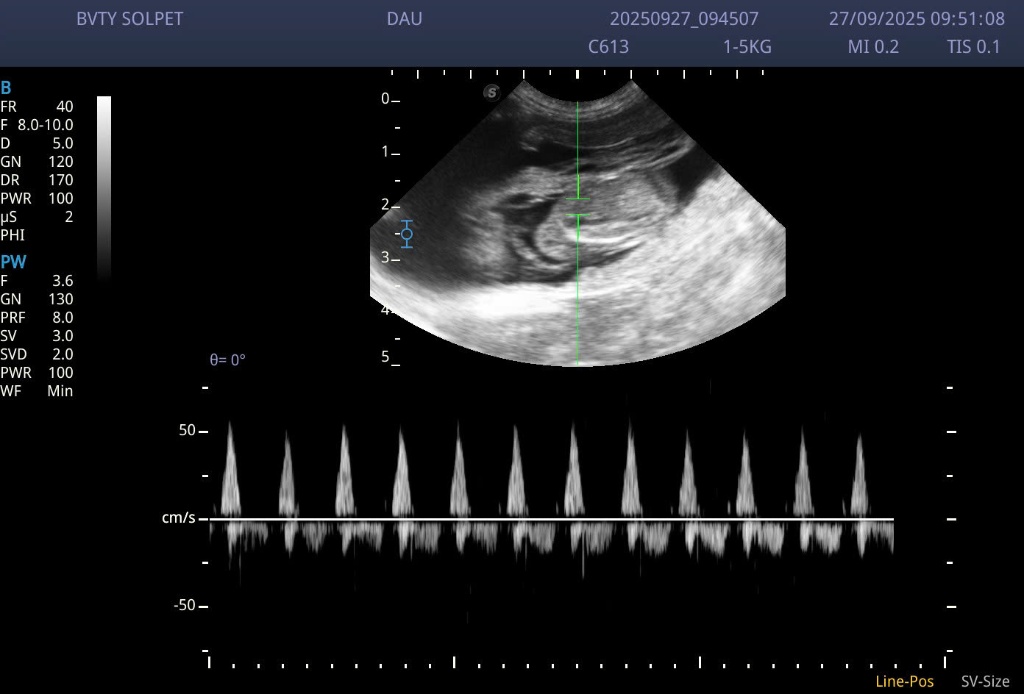 BVTY SOLPET DAU 20250927_094507 27/09/2025 09:51:08
C613 1-5KG MI 0.2 TIS 0.1
B
FR 40
F 8.0-10.0
D 5.0
GN 120
DR 170
PWR 100
µS 2
PHI
PW
F 3.6
GN 130
PRF 8.0
SV 3.0
SVD 2.0
PWR 100
WF Min
S
0
1
2
3
4
5
θ= 0°
50
cm/s
-50
Line-Pos SV-Size